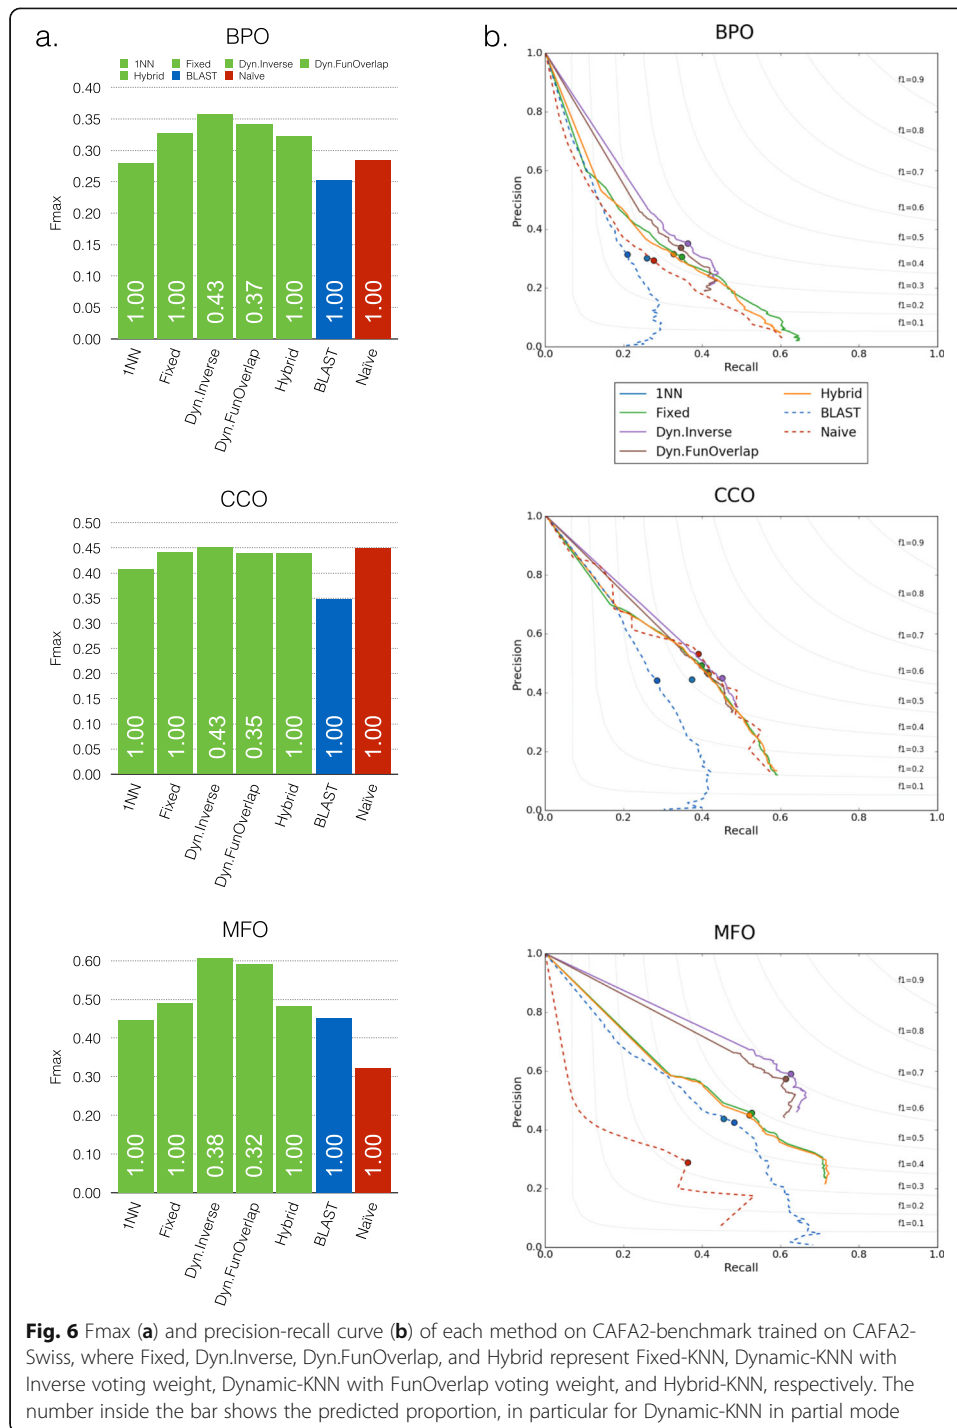 a.
BPO
1NN Fixed Dyn.Inverse Dyn.FunOverlap
Hybrid BLAST Naïve
0.40
0.35
0.30
0.25
0.20
0.15
0.10
0.05
0.00
Fmax
1.00 1.00 0.43 0.37 1.00 1.00 1.00
1NN Fixed Dyn.Inverse Dyn.FunOverlap Hybrid BLAST Naïve
CCO
0.50
0.45
0.40
0.35
0.30
0.25
0.20
0.15
0.10
0.05
0.00
Fmax
1.00 1.00 0.43 0.35 1.00 1.00 1.00
1NN Fixed Dyn.Inverse Dyn.FunOverlap Hybrid BLAST Naïve
MFO
0.60
0.50
0.40
0.30
0.20
0.10
0.00
Fmax
1.00 1.00 0.38 0.32 1.00 1.00 1.00
1NN Fixed Dyn.Inverse Dyn.FunOverlap Hybrid BLAST Naïve
b.
BPO
1.0
0.8
0.6
0.4
0.2
0.0
Precision
f1=0.9
f1=0.8
f1=0.7
f1=0.6
f1=0.5
f1=0.4
f1=0.3
f1=0.2
f1=0.1
0.0 0.2 0.4 0.6 0.8 1.0
Recall
1NN Hybrid
Fixed BLAST
Dyn.Inverse Naive
Dyn.FunOverlap
CCO
1.0
0.8
0.6
0.4
0.2
0.0
Precision
f1=0.9
f1=0.8
f1=0.7
f1=0.6
f1=0.5
f1=0.4
f1=0.3
f1=0.2
f1=0.1
0.0 0.2 0.4 0.6 0.8 1.0
Recall
MFO
1.0
0.8
0.6
0.4
0.2
0.0
Precision
f1=0.9
f1=0.8
f1=0.7
f1=0.6
f1=0.5
f1=0.4
f1=0.3
f1=0.2
f1=0.1
0.0 0.2 0.4 0.6 0.8 1.0
Recall
Fig. 6 Fmax (a) and precision-recall curve (b) of each method on CAFA2-benchmark trained on CAFA2-
Swiss, where Fixed, Dyn.Inverse, Dyn.FunOverlap, and Hybrid represent Fixed-KNN, Dynamic-KNN with
Inverse voting weight, Dynamic-KNN with FunOverlap voting weight, and Hybrid-KNN, respectively. The
number inside the bar shows the predicted proportion, in particular for Dynamic-KNN in partial mode